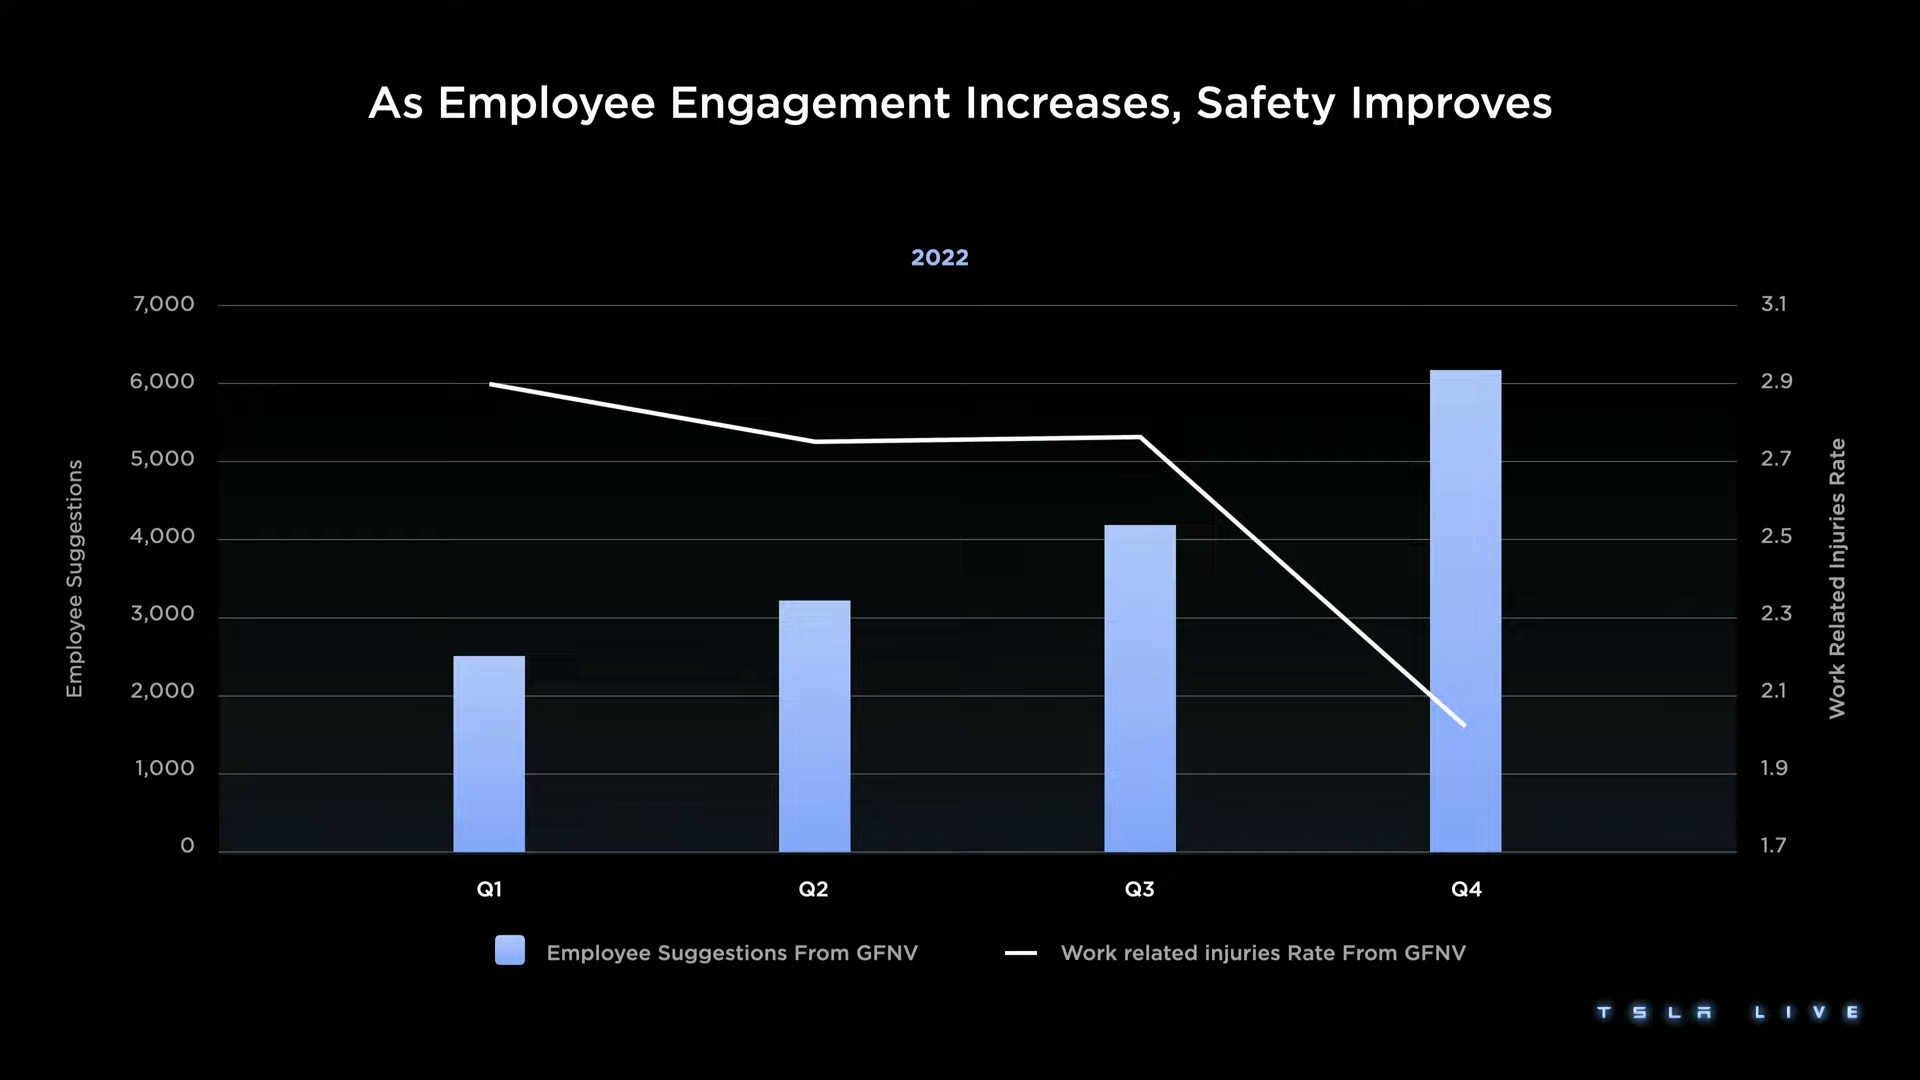 As Employee Engagement Increases, Safety Improves
2022
Employee Suggestions
7,000
6,000
5,000
4,000
3,000
2,000
1,000
0
3.1
2.9
2.7
2.5
2.3
2.1
1.9
1.7
Work Related Injuries Rate
Q1 Q2 Q3 Q4
Employee Suggestions From GFNV
Work related injuries Rate From GFNV
TSLA LIVE